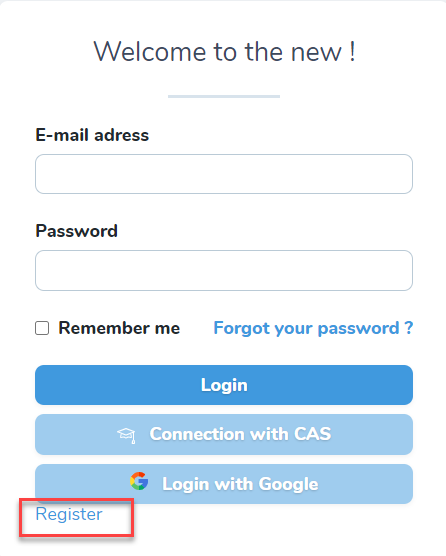 Welcome to the new !
E-mail adress
Password
Remember me Forgot your password ?
Login
Connection with CAS
Login with Google
Register